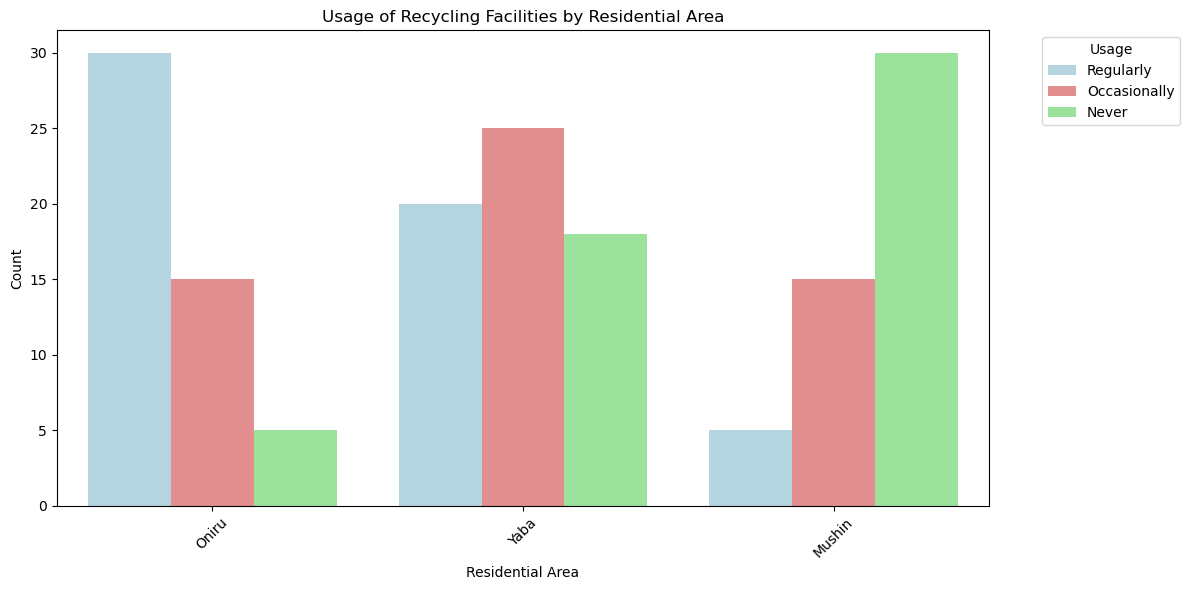 Usage of Recycling Facilities by Residential Area
Usage
Regularly
Occasionally
Never
Count
30
25
20
15
10
5
0
Oniru
Yaba
Mushin
Residential Area